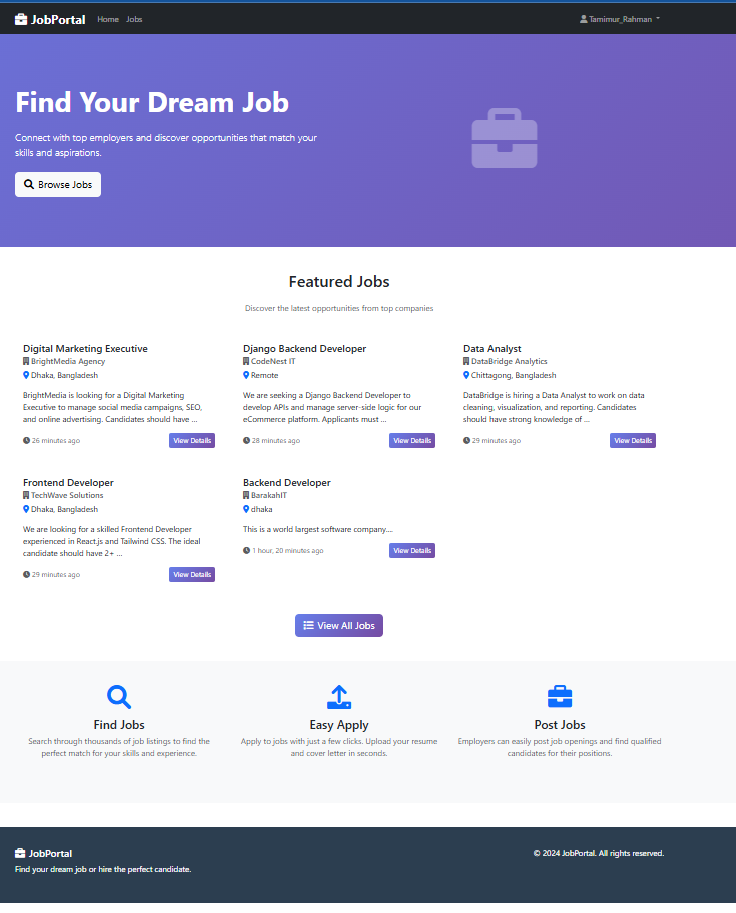 JobPortal Home Jobs Tamimur_Rahman
Find Your Dream Job
Connect with top employers and discover opportunities that match your
skills and aspirations.
Browse Jobs
Featured Jobs
Discover the latest opportunities from top companies
Digital Marketing Executive
BrightMedia Agency
Dhaka, Bangladesh
BrightMedia is looking for a Digital Marketing
Executive to manage social media campaigns, SEO,
and online advertising. Candidates should have ...
26 minutes ago View Details
Django Backend Developer
CodeNest IT
Remote
We are seeking a Django Backend Developer to
develop APIs and manage server-side logic for our
eCommerce platform. Applicants must ...
28 minutes ago View Details
Data Analyst
DataBridge Analytics
Chittagong, Bangladesh
DataBridge is hiring a Data Analyst to work on data
cleaning, visualization, and reporting. Candidates
should have strong knowledge of ...
29 minutes ago View Details
Frontend Developer
TechWave Solutions
Dhaka, Bangladesh
We are looking for a skilled Frontend Developer
experienced in React.js and Tailwind CSS. The ideal
candidate should have 2+ ...
29 minutes ago View Details
Backend Developer
BarakahIT
dhaka
This is a world largest software company....
1 hour, 20 minutes ago View Details
View All Jobs
Find Jobs
Search through thousands of job listings to find the
perfect match for your skills and experience.
Easy Apply
Apply to jobs with just a few clicks. Upload your resume
and cover letter in seconds.
Post Jobs
Employers can easily post job openings and find qualified
candidates for their positions.
JobPortal
Find your dream job or hire the perfect candidate.
© 2024 JobPortal. All rights reserved.